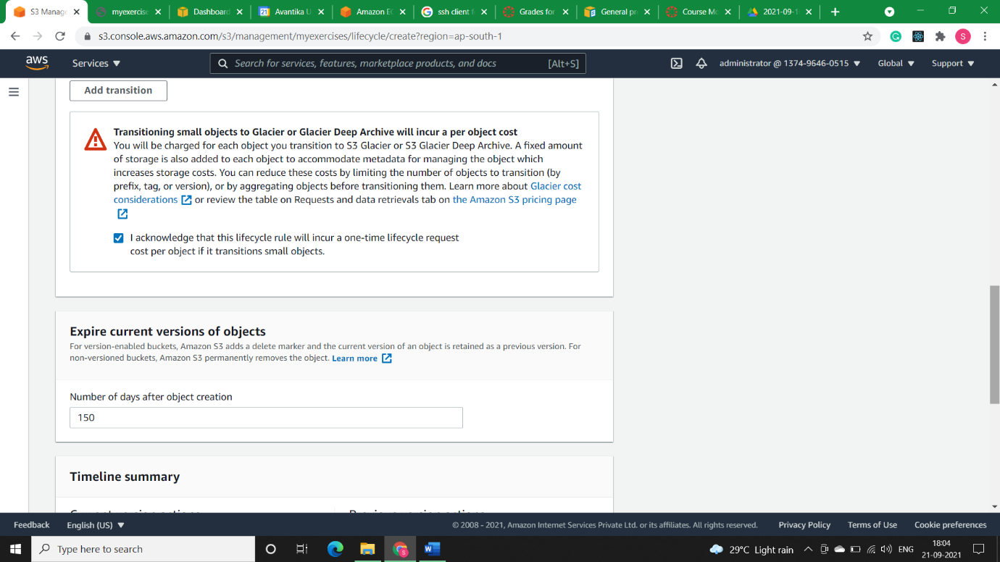 S3 Manag
myexercise
Dashboard
21 Avantika U
Amazon EC
ssh client f
Grades for
General pr
Course Mo
2021-09-1
s3.console.aws.amazon.com/s3/management/myexercises/lifecycle/create?region=ap-south-1
S
aws
Services
Search for services, features, marketplace products, and docs [Alt+S]
administrator @ 1374-9646-0515
Global
Support
Add transition
Transitioning small objects to Glacier or Glacier Deep Archive will incur a per object cost
You will be charged for each object you transition to S3 Glacier or S3 Glacier Deep Archive. A fixed amount
of storage is also added to each object to accommodate metadata for managing the object which
increases storage costs. You can reduce these costs by limiting the number of objects to transition (by
prefix, tag, or version), or by aggregating objects before transitioning them. Learn more about Glacier cost
considerations or review the table on Requests and data retrievals tab on the Amazon S3 pricing page
I acknowledge that this lifecycle rule will incur a one-time lifecycle request
cost per object if it transitions small objects.
Expire current versions of objects
For version-enabled buckets, Amazon S3 adds a delete marker and the current version of an object is retained as a previous version. For
non-versioned buckets, Amazon S3 permanently removes the object. Learn more
Number of days after object creation
150
Timeline summary
Feedback
English (US)
© 2008 - 2021, Amazon Internet Services Private Ltd. or its affiliates. All rights reserved.
Privacy Policy
Terms of Use
Cookie preferences
Type here to search
29°C Light rain
ENG
18:04
21-09-2021